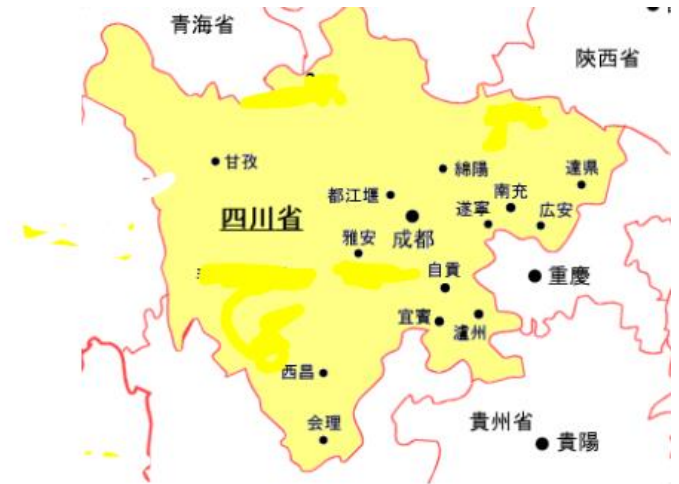 青海省
陝西省
甘孜
綿陽
達県
都江堰
南充
四川省
遂寧
広安
雅安
成都
自貢
重慶
宜賓
瀘州
西昌
会理
貴州省
貴陽